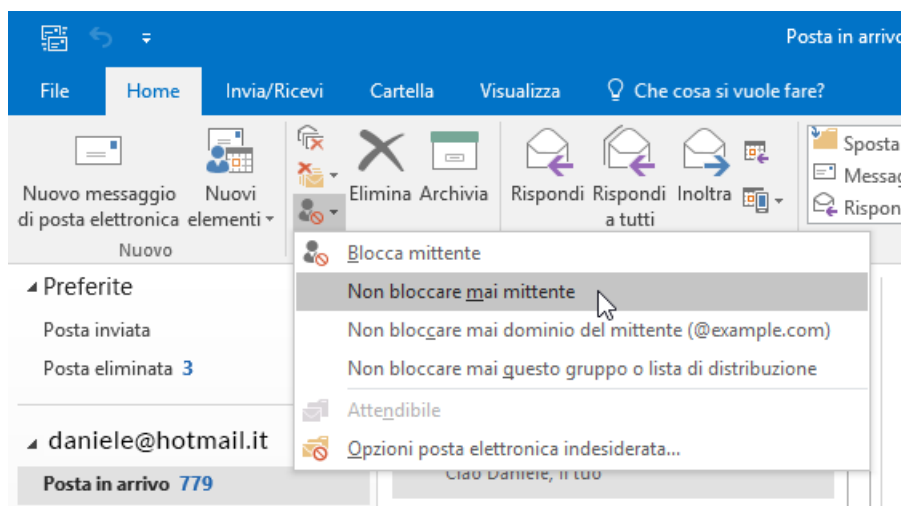 Posta in arrivo
File Home Invia/Ricevi Cartella Visualizza Che cosa si vuole fare?
Nuovo messaggio
di posta elettronica
Nuovi
elementi
Elimina Archivia Rispondi Rispondi
a tutti
Inoltra
Sposta
Messag
Rispon
Nuovo
Blocca mittente
Non bloccare mai mittente
Non bloccare mai dominio del mittente (@example.com)
Non bloccare mai questo gruppo o lista di distribuzione
Attendibile
Opzioni posta elettronica indesiderata...
Preferite
Posta inviata
Posta eliminata 3
daniele@hotmail.it
Posta in arrivo 779
Ciao Daniele, il tuo